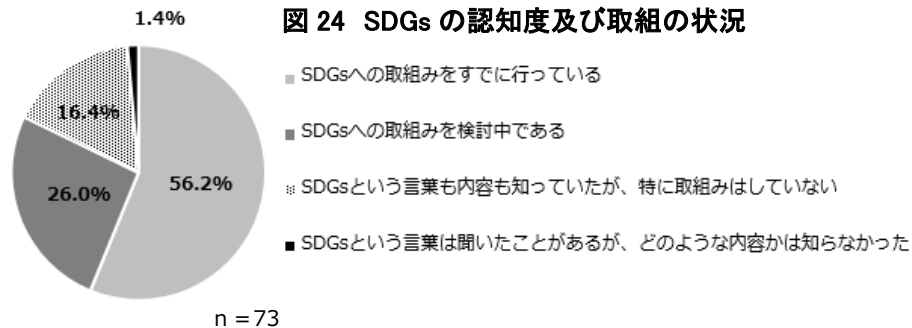 1.4%
図 24 SDGs の認知度及び取組の状況
SDGsへの取組みをすでに行っている
16.4%
SDGsへの取組みを検討中である
26.0%
56.2%
SDGsという言葉も内容も知っていたが、特に取組みはしていない
SDGsという言葉は聞いたことがあるが、どのような内容かは知らなかった
n＝73